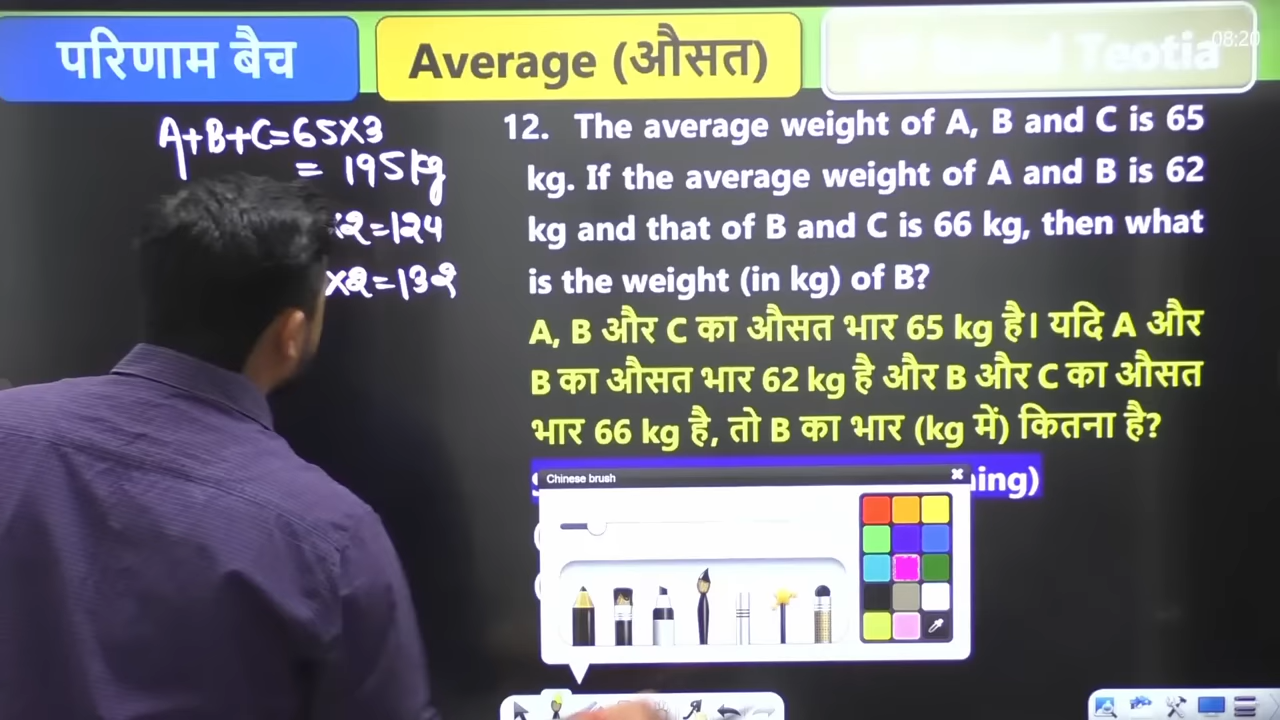 परिणाम बैच
Average (औसत)
Teotia
08:20
A+B+C=65×3
= 195kg
×2=124
×2=132
12. The average weight of A, B and C is 65
kg. If the average weight of A and B is 62
kg and that of B and C is 66 kg, then what
is the weight (in kg) of B?
A, B और C का औसत भार 65 kg है। यदि A और
B का औसत भार 62 kg है और B और C का औसत
भार 66 kg है, तो B का भार (kg में) कितना है?
ning)
Chinese brush